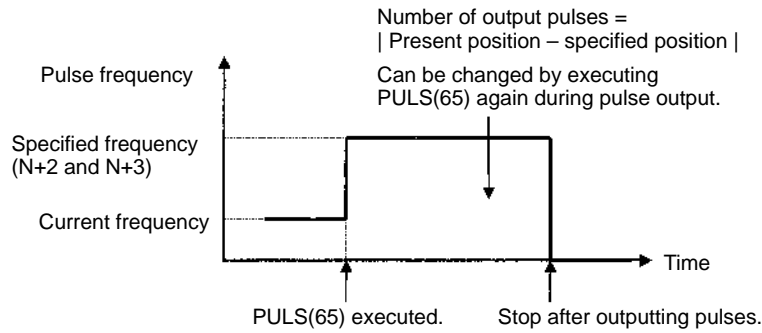 Number of output pulses =
| Present position – specified position |
Can be changed by executing
PULS(65) again during pulse output.
Pulse frequency
Specified frequency
(N+2 and N+3)
Current frequency
Time
PULS(65) executed.
Stop after outputting pulses.